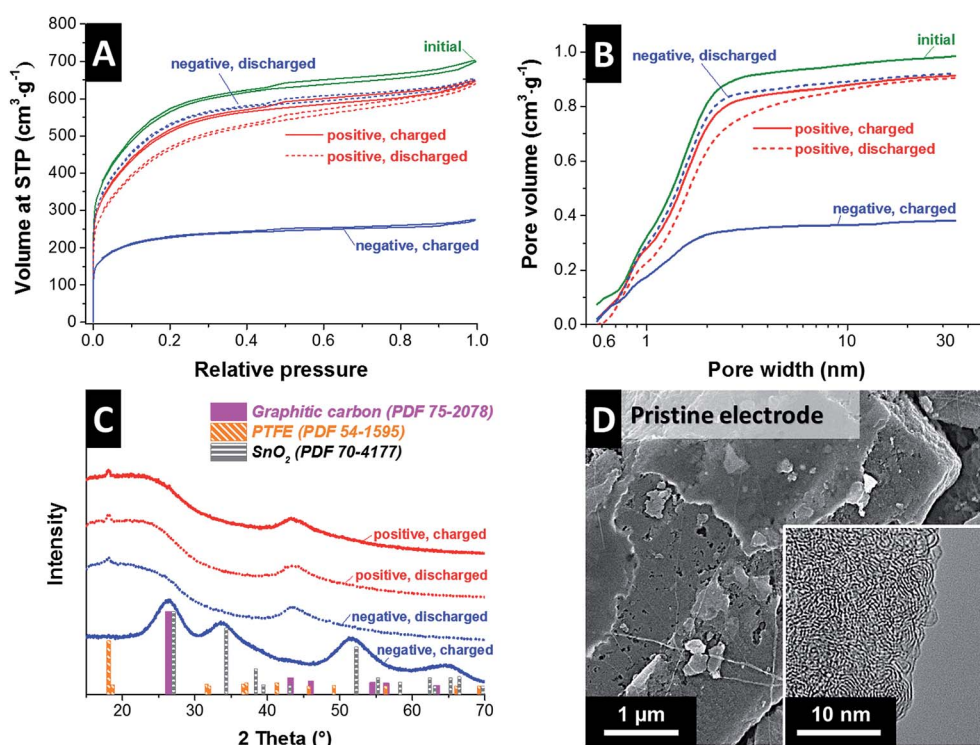 A
Volume at STP (cm³·g⁻¹)
800
700
600
500
400
300
200
100
0
initial
negative, discharged
positive, charged
positive, discharged
negative, charged
0.0 0.2 0.4 0.6 0.8 1.0
Relative pressure
B
Pore volume (cm³·g⁻¹)
1.0
0.8
0.6
0.4
0.2
0.0
initial
negative, discharged
positive, charged
positive, discharged
negative, charged
0.6 1 10 30
Pore width (nm)
C
Graphitic carbon (PDF 75-2078)
PTFE (PDF 54-1595)
SnO₂ (PDF 70-4177)
Intensity
positive, charged
positive, discharged
negative, discharged
negative, charged
20 30 40 50 60 70
2 Theta (°)
D
Pristine electrode
1 µm
10 nm